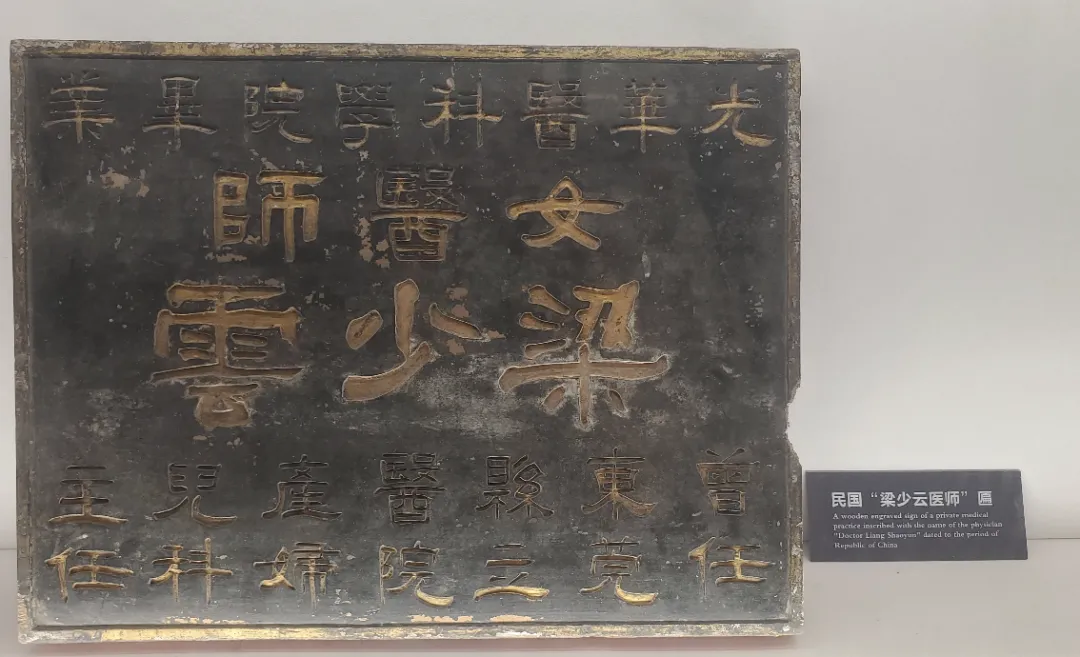 光華醫科學院畢業
女醫師
梁少雲
曾任
東莞
縣立
醫院
產婦
兒科
主任
民国“梁少云医师”匾
A wooden engraved sign of a private medical
practice inscribed with the name of the physician
"Doctor Liang Shaoyun" dated to the period of
Republic of China